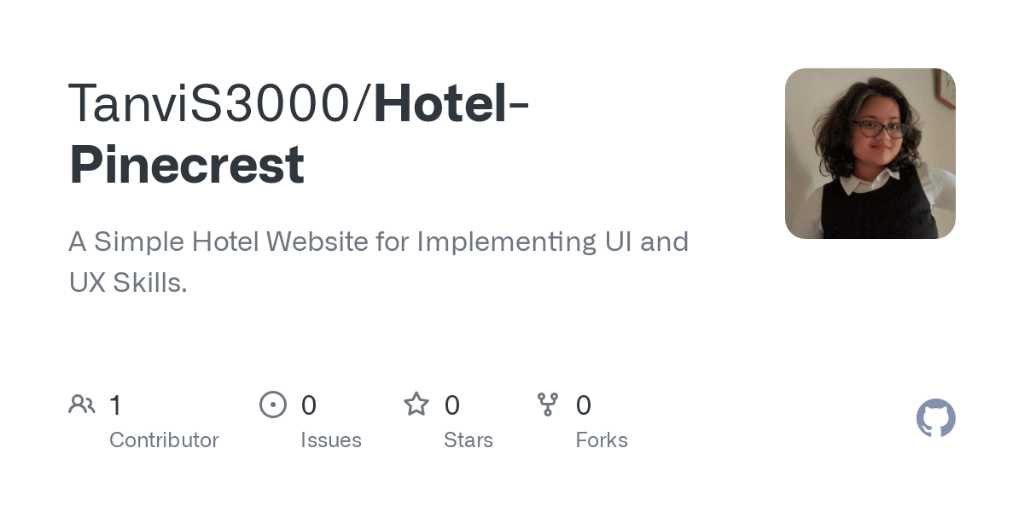 TanviS3000/Hotel-
Pinecrest
A Simple Hotel Website for Implementing UI and
UX Skills.
1 0 0 0
Contributor Issues Stars Forks